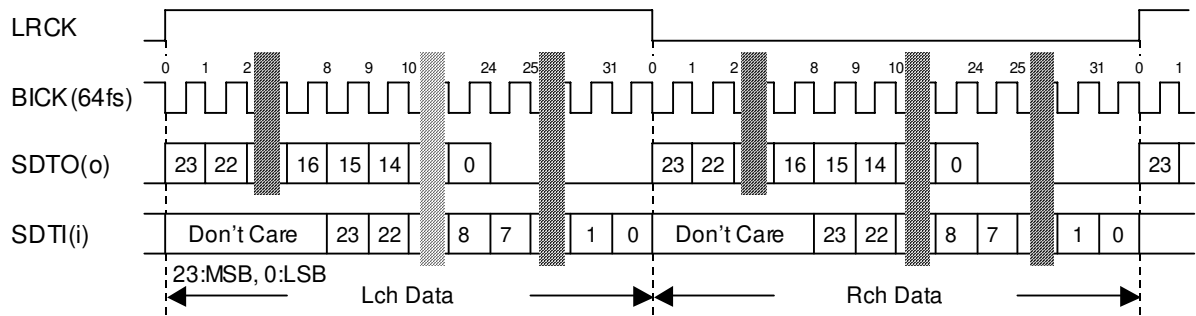 LRCK
0 1 2 8 9 10 24 25 31 0 1 2 8 9 10 24 25 31 0 1
BICK(64fs)
SDTO(o) 23 22 16 15 14 0 23 22 16 15 14 0 23
SDTI(i) Don't Care 23 22 8 7 1 0 Don't Care 23 22 8 7 1 0
23:MSB, 0:LSB
Lch Data Rch Data